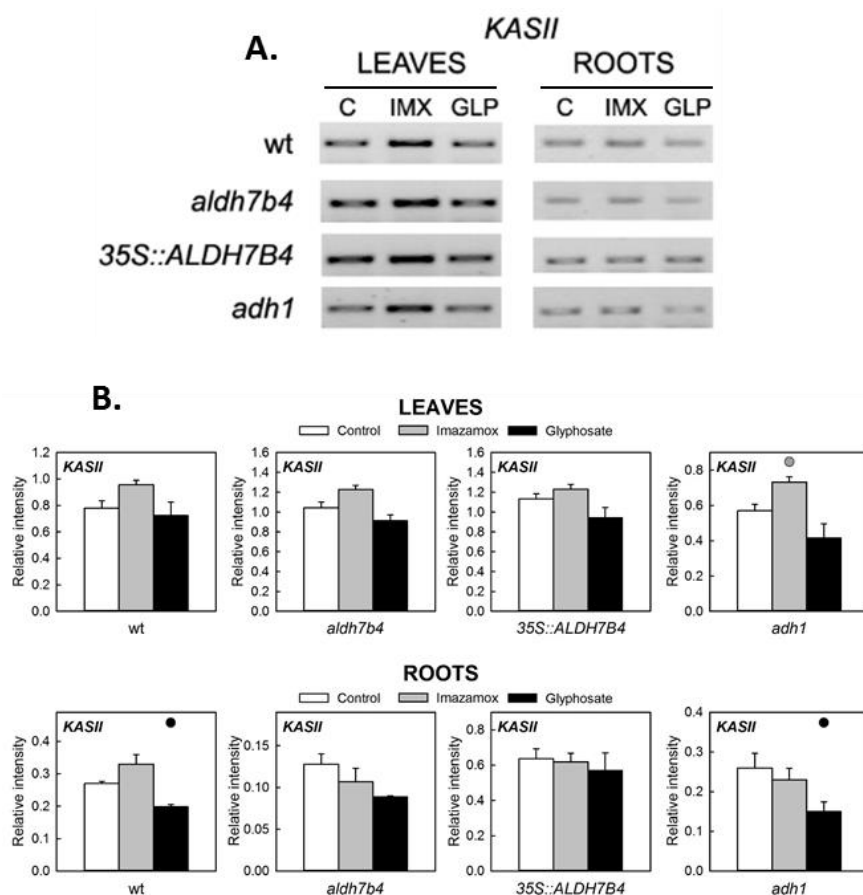 A.
KASII
LEAVES ROOTS
C IMX GLP C IMX GLP
wt
aldh7b4
35S::ALDH7B4
adh1
B.
LEAVES
Control Imazamox Glyphosate
KASII
Relative intensity
1.2
1.0
0.8
0.6
0.4
0.2
0.0
wt
KASII
Relative intensity
1.6
1.4
1.2
1.0
0.8
0.6
0.4
0.2
0.0
aldh7b4
KASII
Relative intensity
1.6
1.4
1.2
1.0
0.8
0.6
0.4
0.2
0.0
35S::ALDH7B4
KASII
Relative intensity
0.8
0.6
0.4
0.2
0.0
adh1
ROOTS
Control Imazamox Glyphosate
KASII
Relative intensity
0.4
0.3
0.2
0.1
0.0
wt
KASII
Relative intensity
0.15
0.10
0.05
0.00
aldh7b4
KASII
Relative intensity
0.8
0.6
0.4
0.2
0.0
35S::ALDH7B4
KASII
Relative intensity
0.4
0.3
0.2
0.1
0.0
adh1